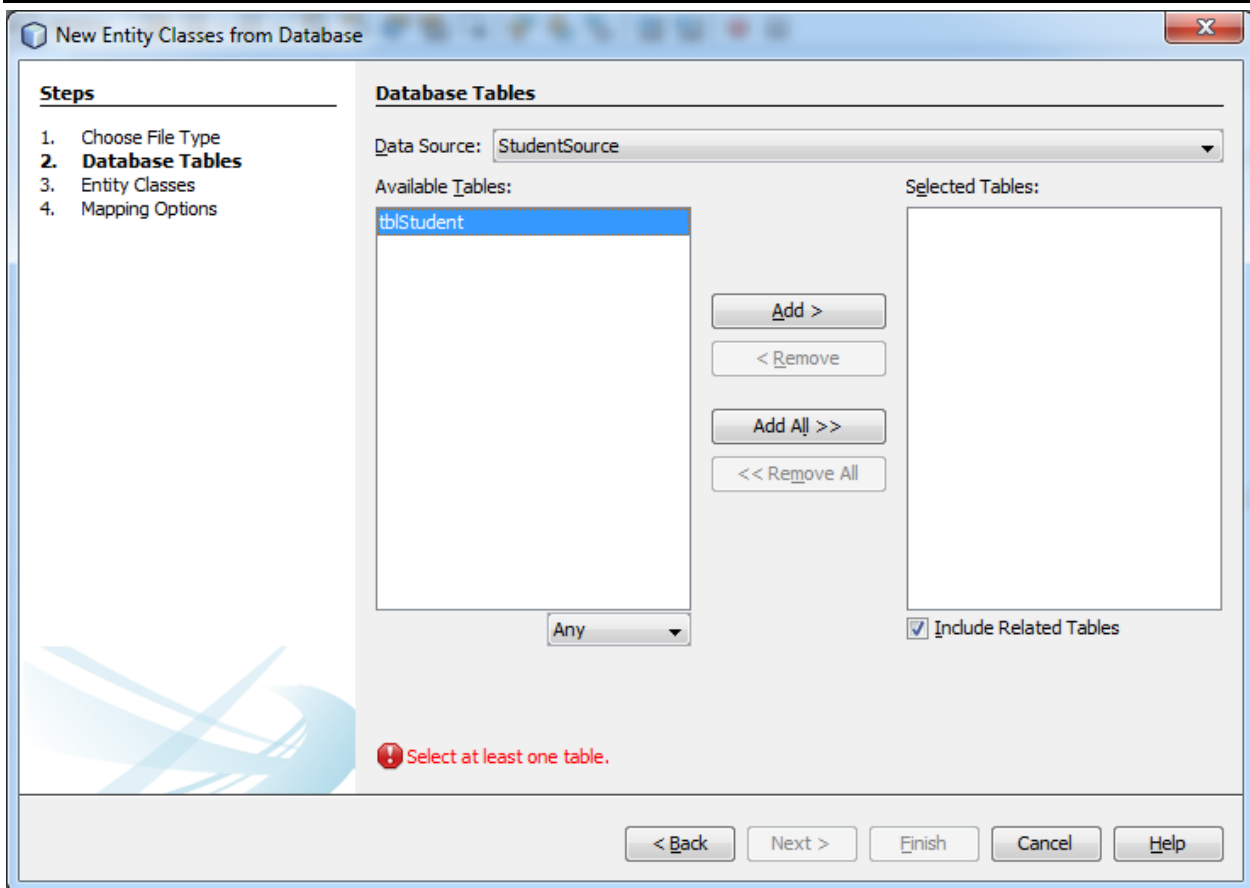 New Entity Classes from Database
X
Steps
1. Choose File Type
2. Database Tables
3. Entity Classes
4. Mapping Options
Database Tables
Data Source: StudentSource
Available Tables:
Selected Tables:
tblStudent
Add >
< Remove
Add All >>
<< Remove All
Any
Include Related Tables
Select at least one table.
< Back Next > Finish Cancel Help